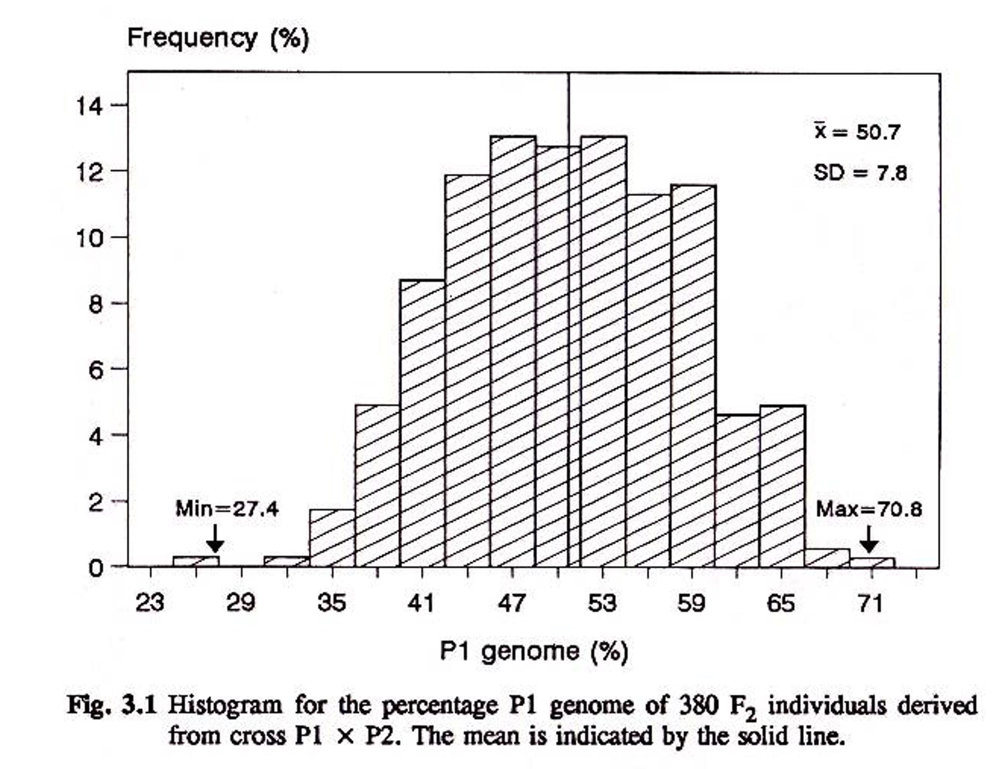 Frequency (%)
14
x̄ = 50.7
12
SD = 7.8
10
8
6
4
2
Min=27.4
Max=70.8
0
23 29 35 41 47 53 59 65 71
P1 genome (%)
Fig. 3.1 Histogram for the percentage P1 genome of 380 F₂ individuals derived
from cross P1 × P2. The mean is indicated by the solid line.